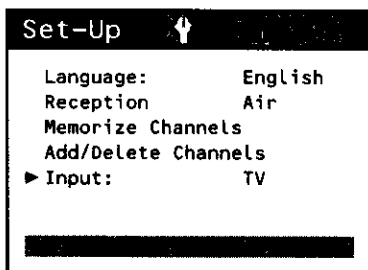 Set-Up
Language: English
Reception Air
Memorize Channels
Add/Delete Channels
► Input: TV